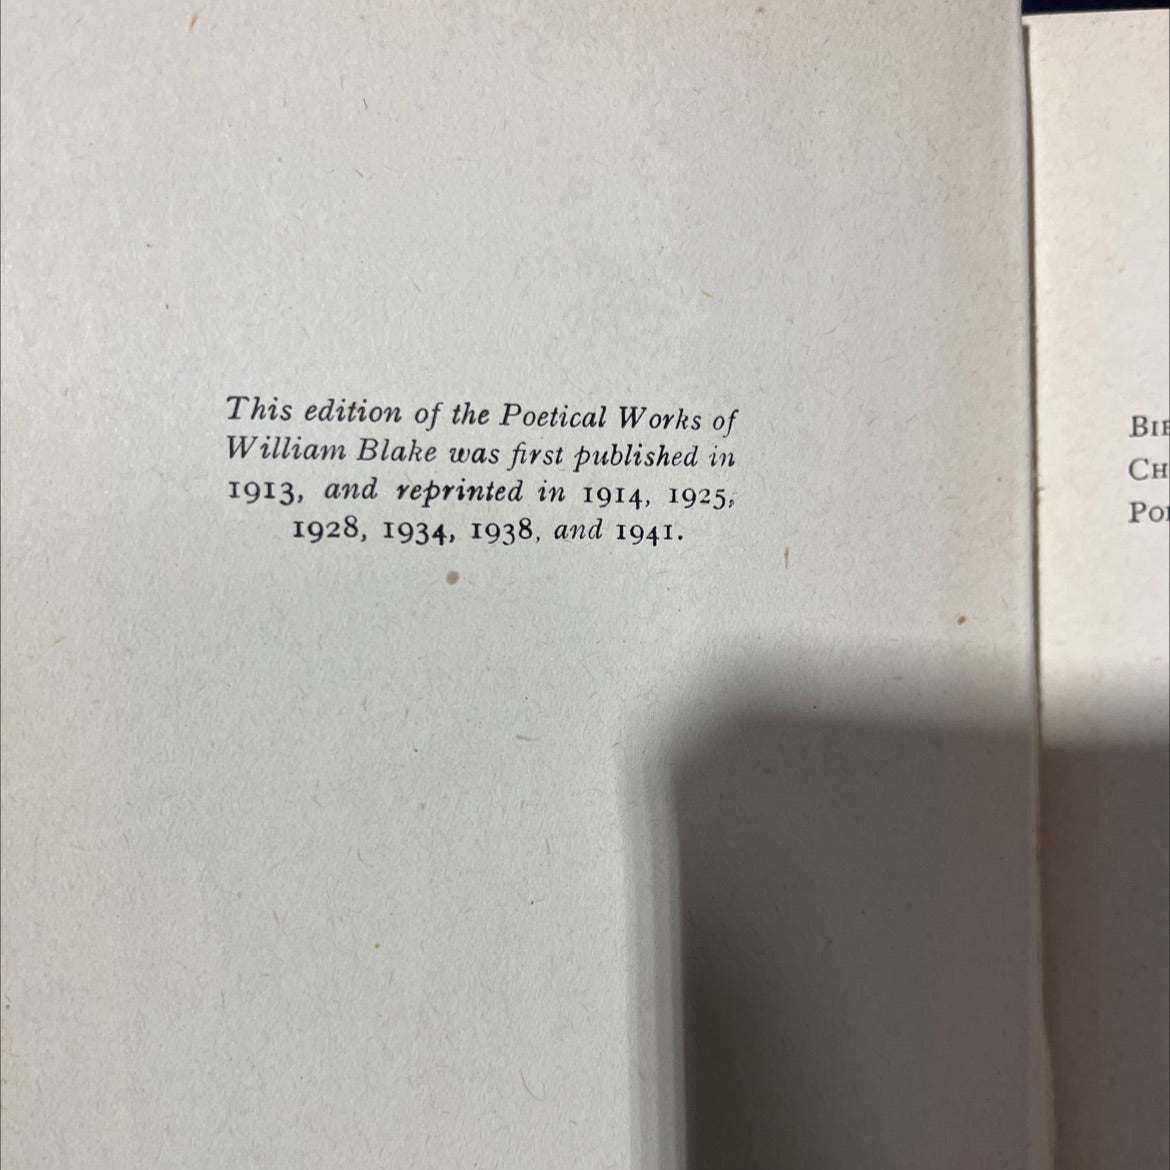 This edition of the Poetical Works of
William Blake was first published in
1913, and reprinted in 1914, 1925,
1928, 1934, 1938, and 1941.